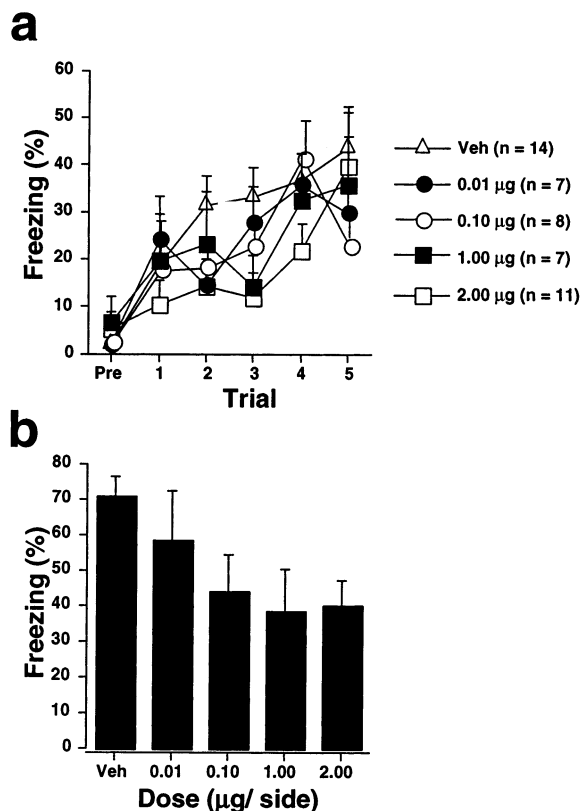 a
60
50
40
30
20
10
0
Freezing (%)
Pre 1 2 3 4 5
Trial
Veh (n = 14)
0.01 µg (n = 7)
0.10 µg (n = 8)
1.00 µg (n = 7)
2.00 µg (n = 11)
b
80
70
60
50
40
30
20
10
0
Freezing (%)
Veh 0.01 0.10 1.00 2.00
Dose (µg/ side)